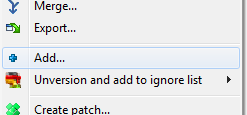 Merge...
Export...
Add...
Unversion and add to ignore list
Create patch...